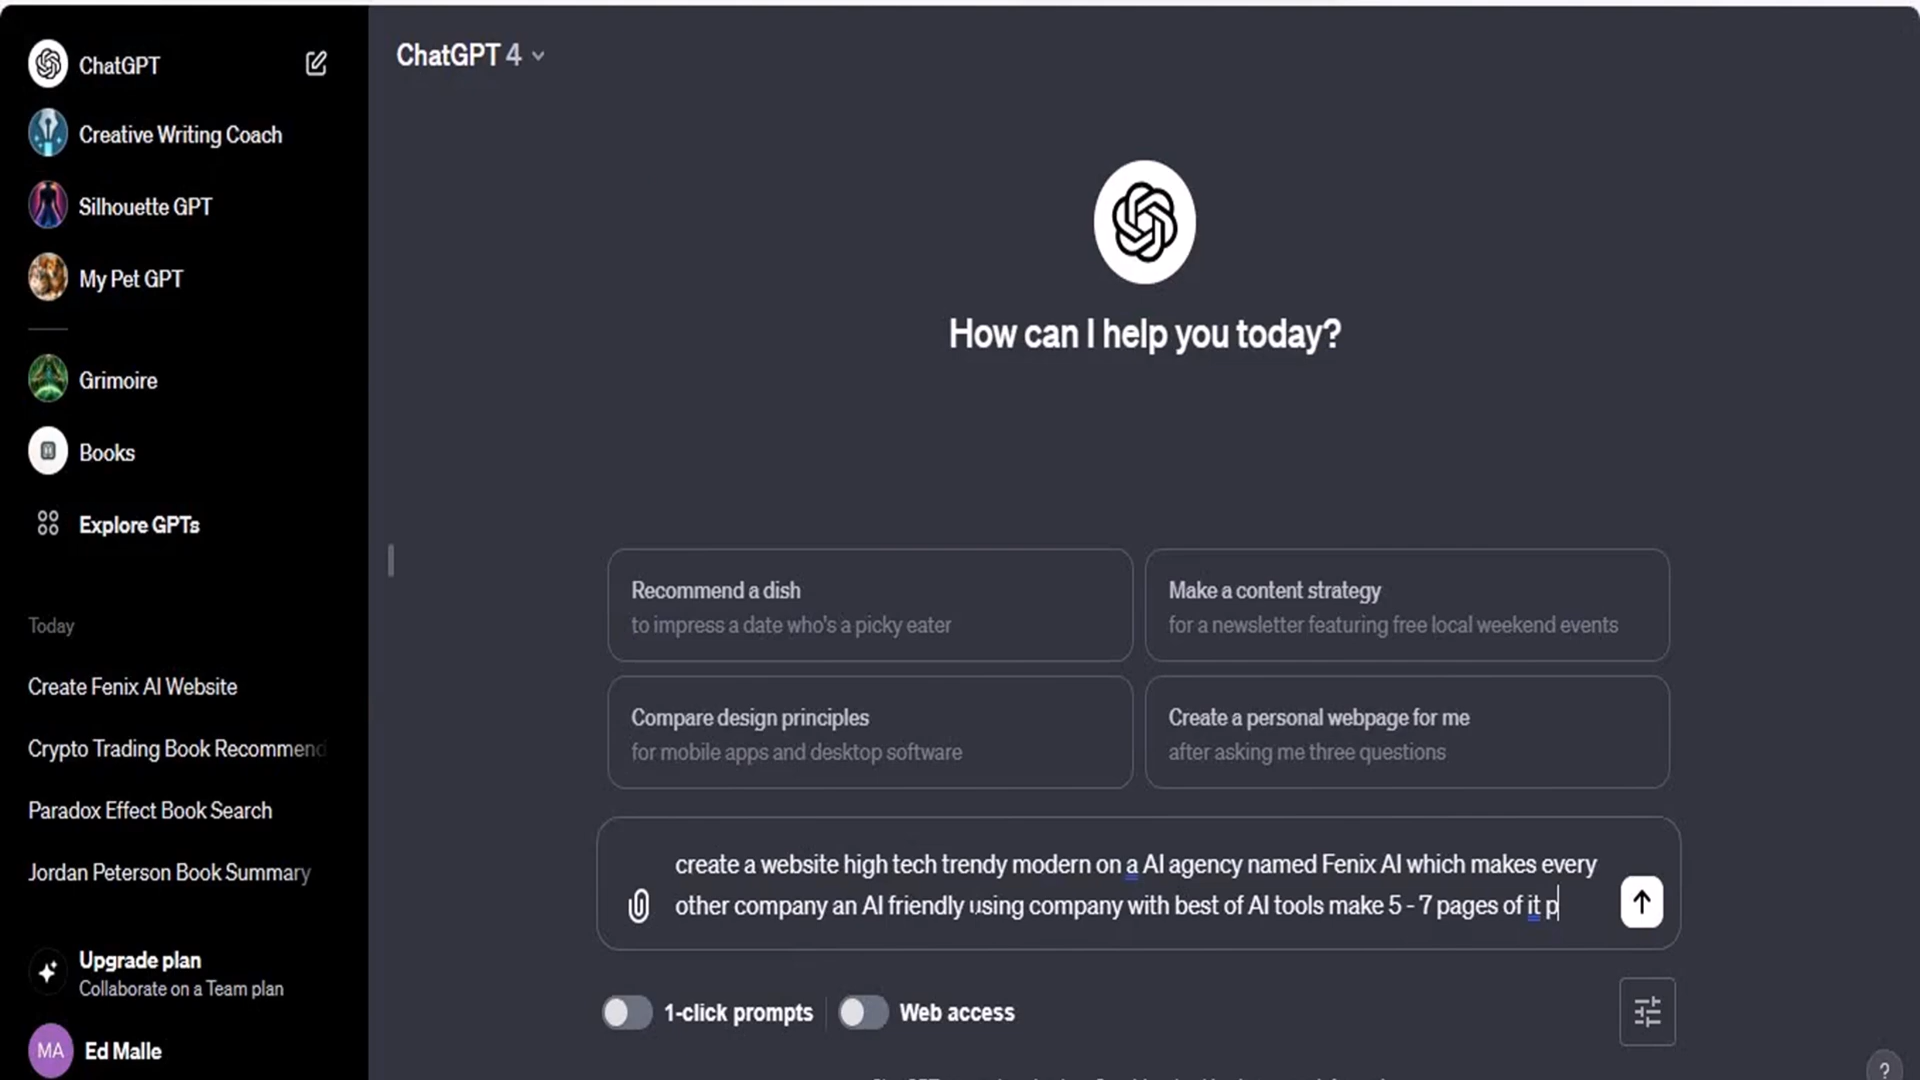 ChatGPT
Creative Writing Coach
Silhouette GPT
My Pet GPT
Grimoire
Books
Explore GPTs
Today
Create Fenix AI Website
Crypto Trading Book Recommend
Paradox Effect Book Search
Jordan Peterson Book Summary
Upgrade plan
Collaborate on a Team plan
MA
Ed Malle
ChatGPT 4
How can I help you today?
Recommend a dish
to impress a date who's a picky eater
Make a content strategy
for a newsletter featuring free local weekend events
Compare design principles
for mobile apps and desktop software
Create a personal webpage for me
after asking me three questions
create a website high tech trendy modern on a AI agency named Fenix AI which makes every
other company an AI friendly using company with best of AI tools make 5 - 7 pages of it p
1-click prompts
Web access
?